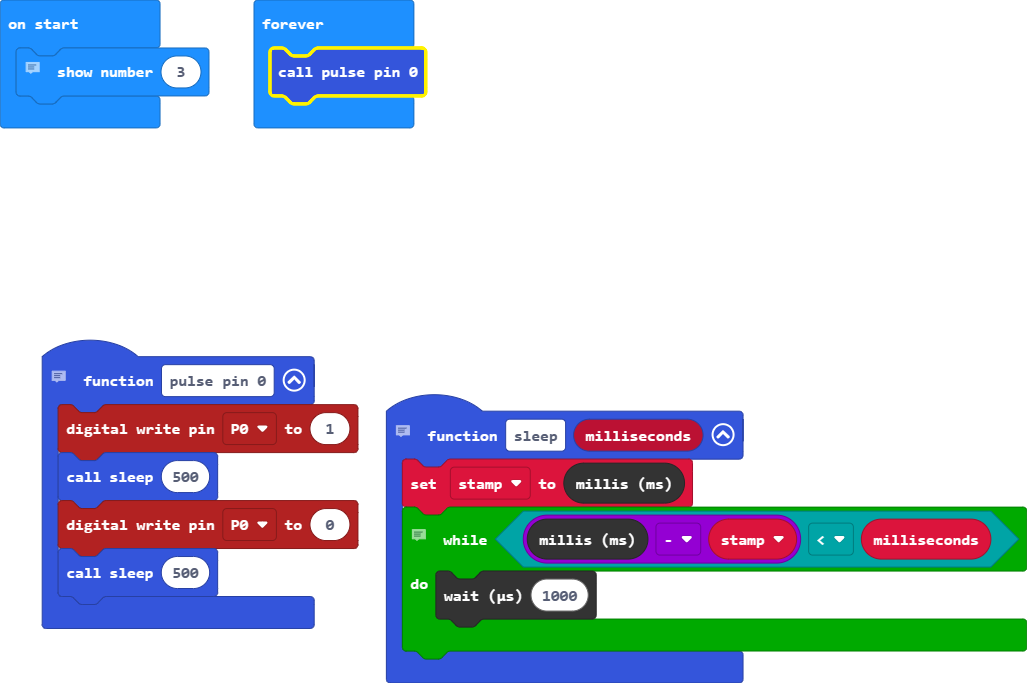 on start
show number 3
forever
call pulse pin 0
function pulse pin 0
digital write pin P0 to 1
call sleep 500
digital write pin P0 to 0
call sleep 500
function sleep milliseconds
set stamp to millis (ms)
while millis (ms) - stamp < milliseconds
do
wait (µs) 1000